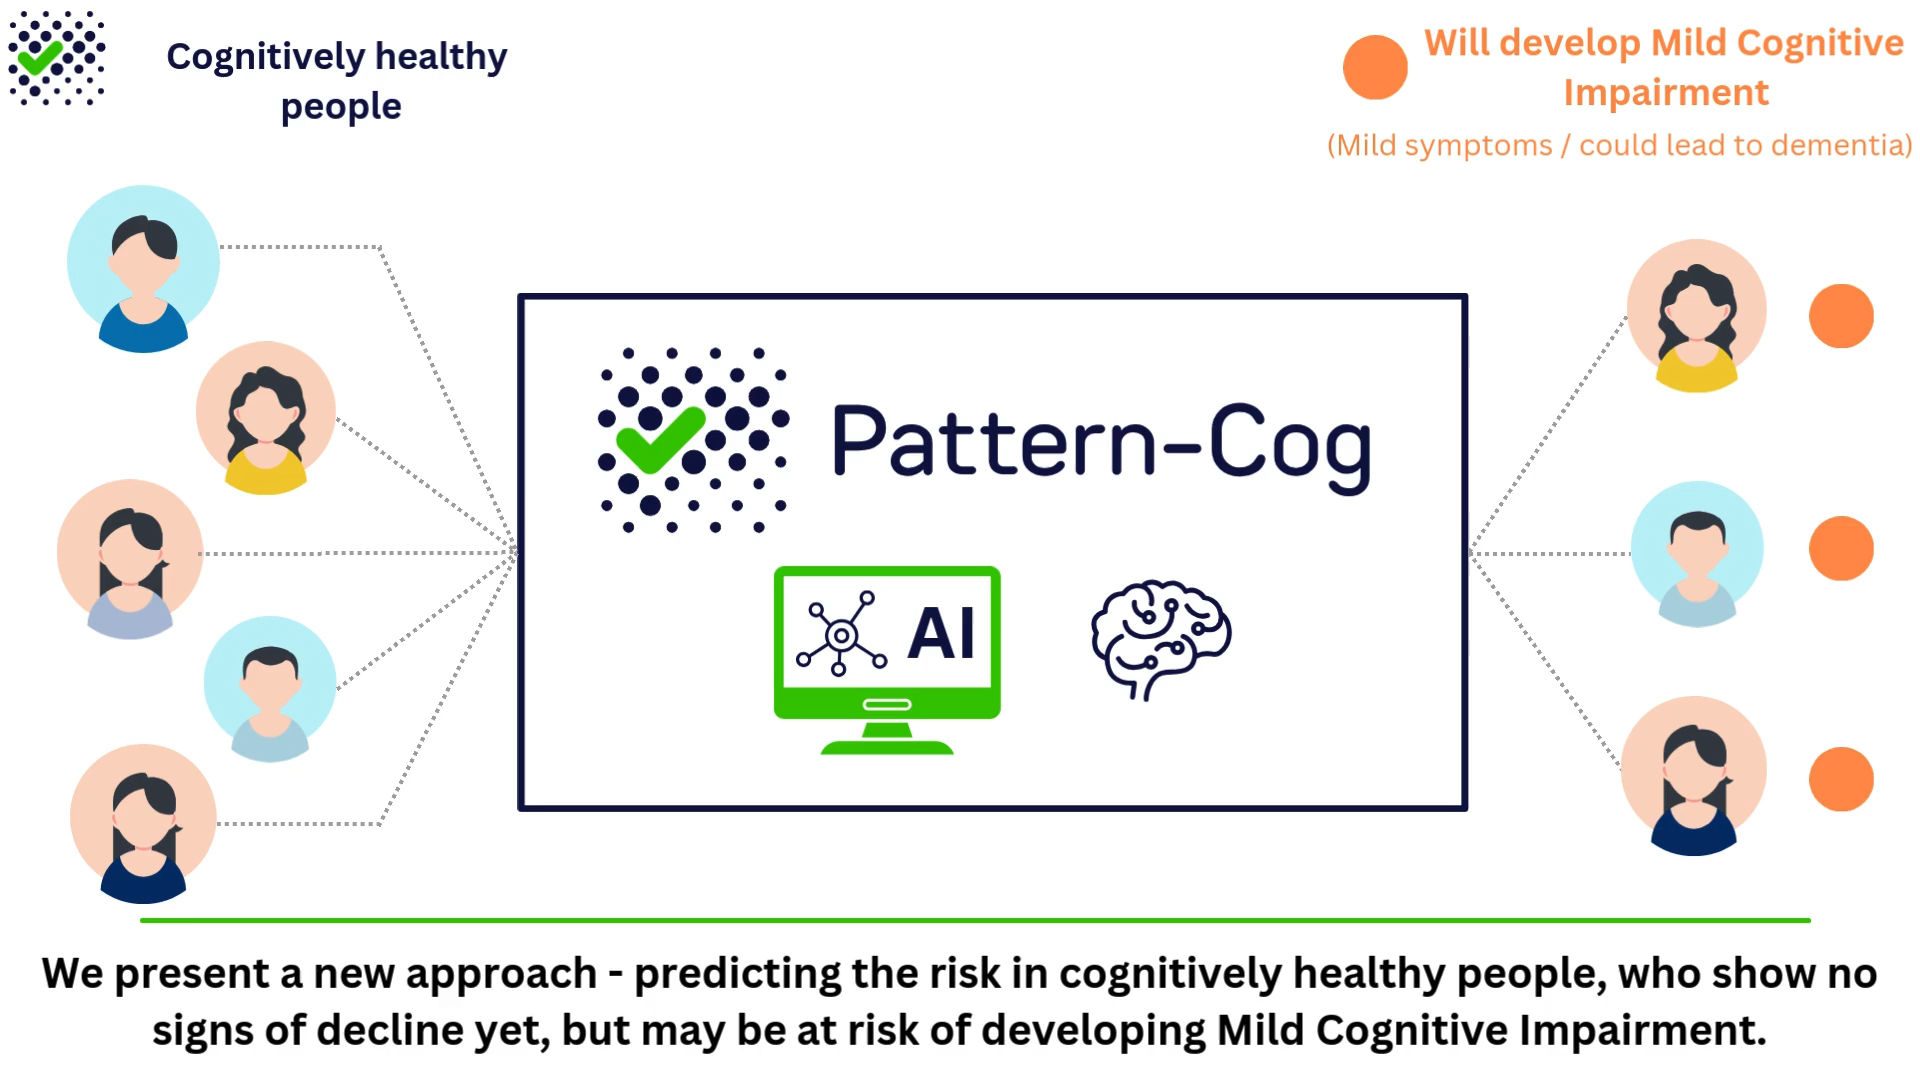 Cognitively healthy
people
Will develop Mild Cognitive
Impairment
(Mild symptoms / could lead to dementia)
Pattern-Cog
AI
We present a new approach - predicting the risk in cognitively healthy people, who show no
signs of decline yet, but may be at risk of developing Mild Cognitive Impairment.